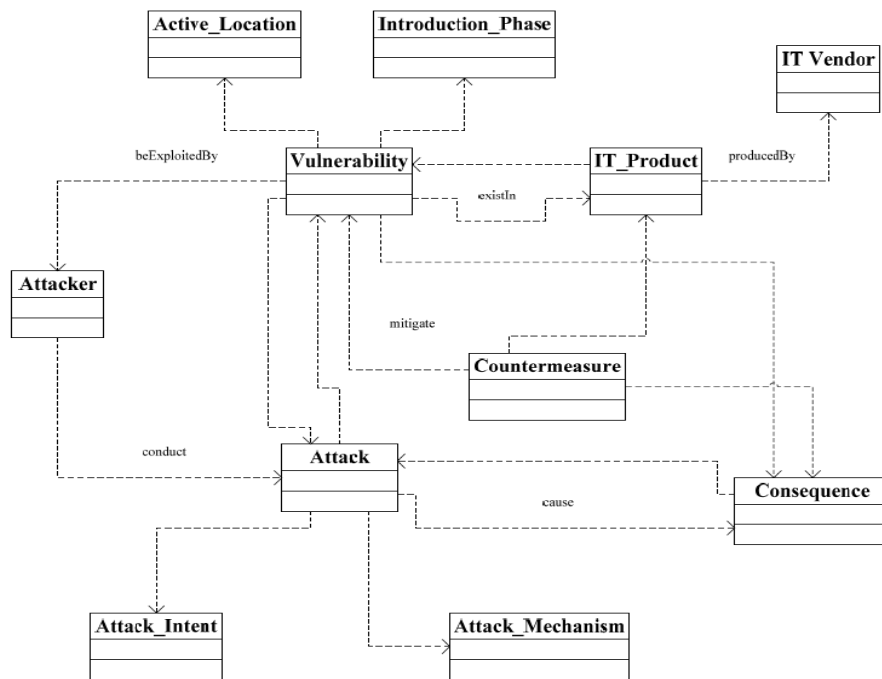 Active_Location
Introduction_Phase
IT Vendor
beExploitedBy
Vulnerability
IT_Product
producedBy
existIn
Attacker
mitigate
Countermeasure
conduct
Attack
Consequence
cause
Attack_Intent
Attack_Mechanism